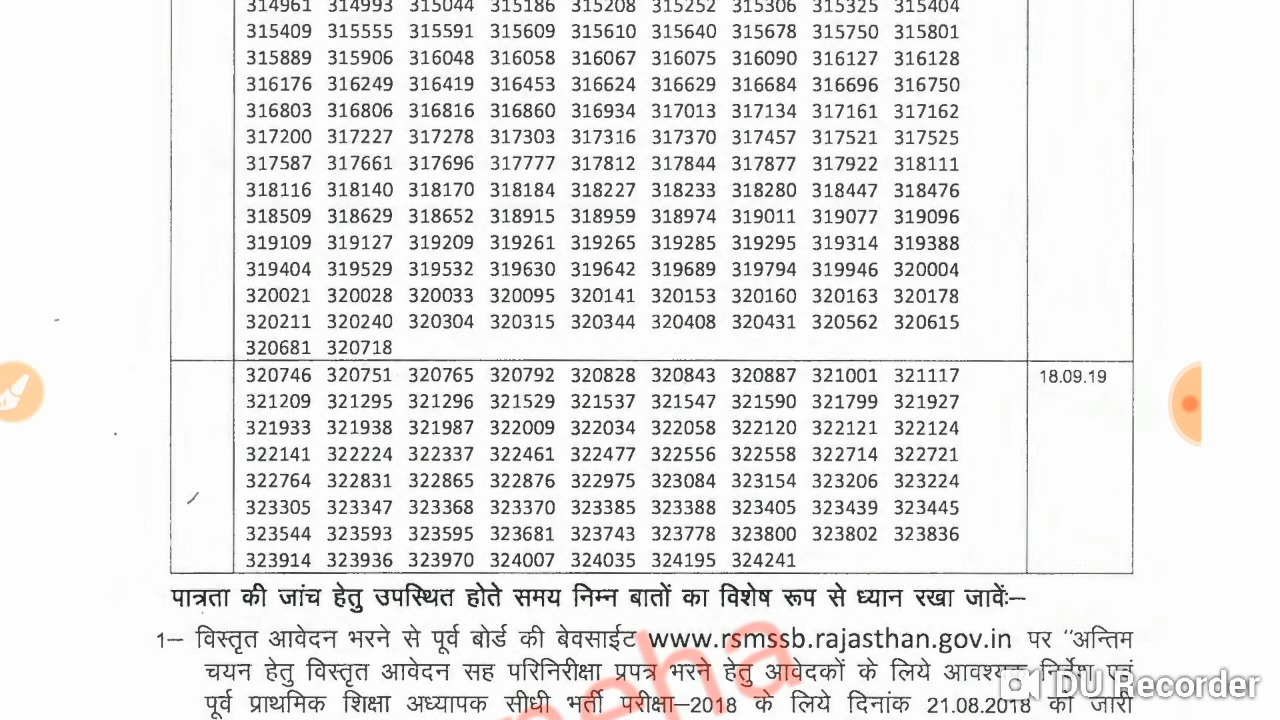 314961 314993 315044 315186 315208 315252 315306 315325 315404
315409 315555 315591 315609 315610 315640 315678 315750 315801
315889 315906 316048 316058 316067 316075 316090 316127 316128
316176 316249 316419 316453 316624 316629 316684 316696 316750
316803 316806 316816 316860 316934 317013 317134 317161 317162
317200 317227 317278 317303 317316 317370 317457 317521 317525
317587 317661 317696 317777 317812 317844 317877 317922 318111
318116 318140 318170 318184 318227 318233 318280 318447 318476
318509 318629 318652 318915 318959 318974 319011 319077 319096
319109 319127 319209 319261 319265 319285 319295 319314 319388
319404 319529 319532 319630 319642 319689 319794 319946 320004
320021 320028 320033 320095 320141 320153 320160 320163 320178
320211 320240 320304 320315 320344 320408 320431 320562 320615
320681 320718
320746 320751 320765 320792 320828 320843 320887 321001 321117 18.09.19
321209 321295 321296 321529 321537 321547 321590 321799 321927
321933 321938 321987 322009 322034 322058 322120 322121 322124
322141 322224 322337 322461 322477 322556 322558 322714 322721
322764 322831 322865 322876 322975 323084 323154 323206 323224
323305 323347 323368 323370 323385 323388 323405 323439 323445
323544 323593 323595 323681 323743 323778 323800 323802 323836
323914 323936 323970 324007 324035 324195 324241
पात्रता की जांच हेतु उपस्थित होते समय निम्न बातों का विशेष रूप से ध्यान रखा जावेंः—
1— विस्तृत आवेदन भरने से पूर्व बोर्ड की बेवसाईट www.rsmssb.rajasthan.gov.in पर "अन्तिम
चयन हेतु विस्तृत आवेदन सह परिनिरीक्षा प्रपत्र भरने हेतु आवेदकों के लिये आवश्यक निर्देश एवं
पूर्व प्राथमिक शिक्षा अध्यापक सीधी भर्ती परीक्षा—2018 के लिये दिनांक 21.08.2018 को जारी
DU Recorder